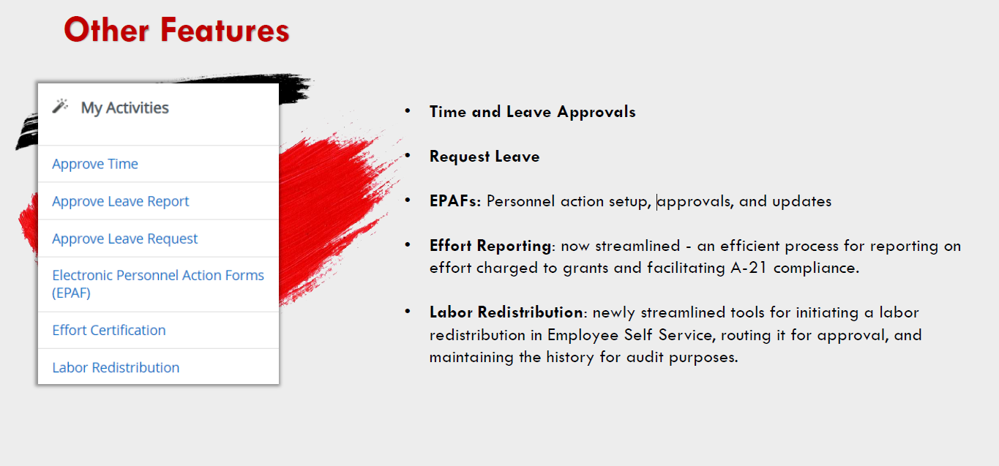 Other Features
My Activities
Approve Time
Approve Leave Report
Approve Leave Request
Electronic Personnel Action Forms
(EPAF)
Effort Certification
Labor Redistribution
• Time and Leave Approvals
• Request Leave
• EPAFs: Personnel action setup, approvals, and updates
• Effort Reporting: now streamlined - an efficient process for reporting on
effort charged to grants and facilitating A-21 compliance.
• Labor Redistribution: newly streamlined tools for initiating a labor
redistribution in Employee Self Service, routing it for approval, and
maintaining the history for audit purposes.